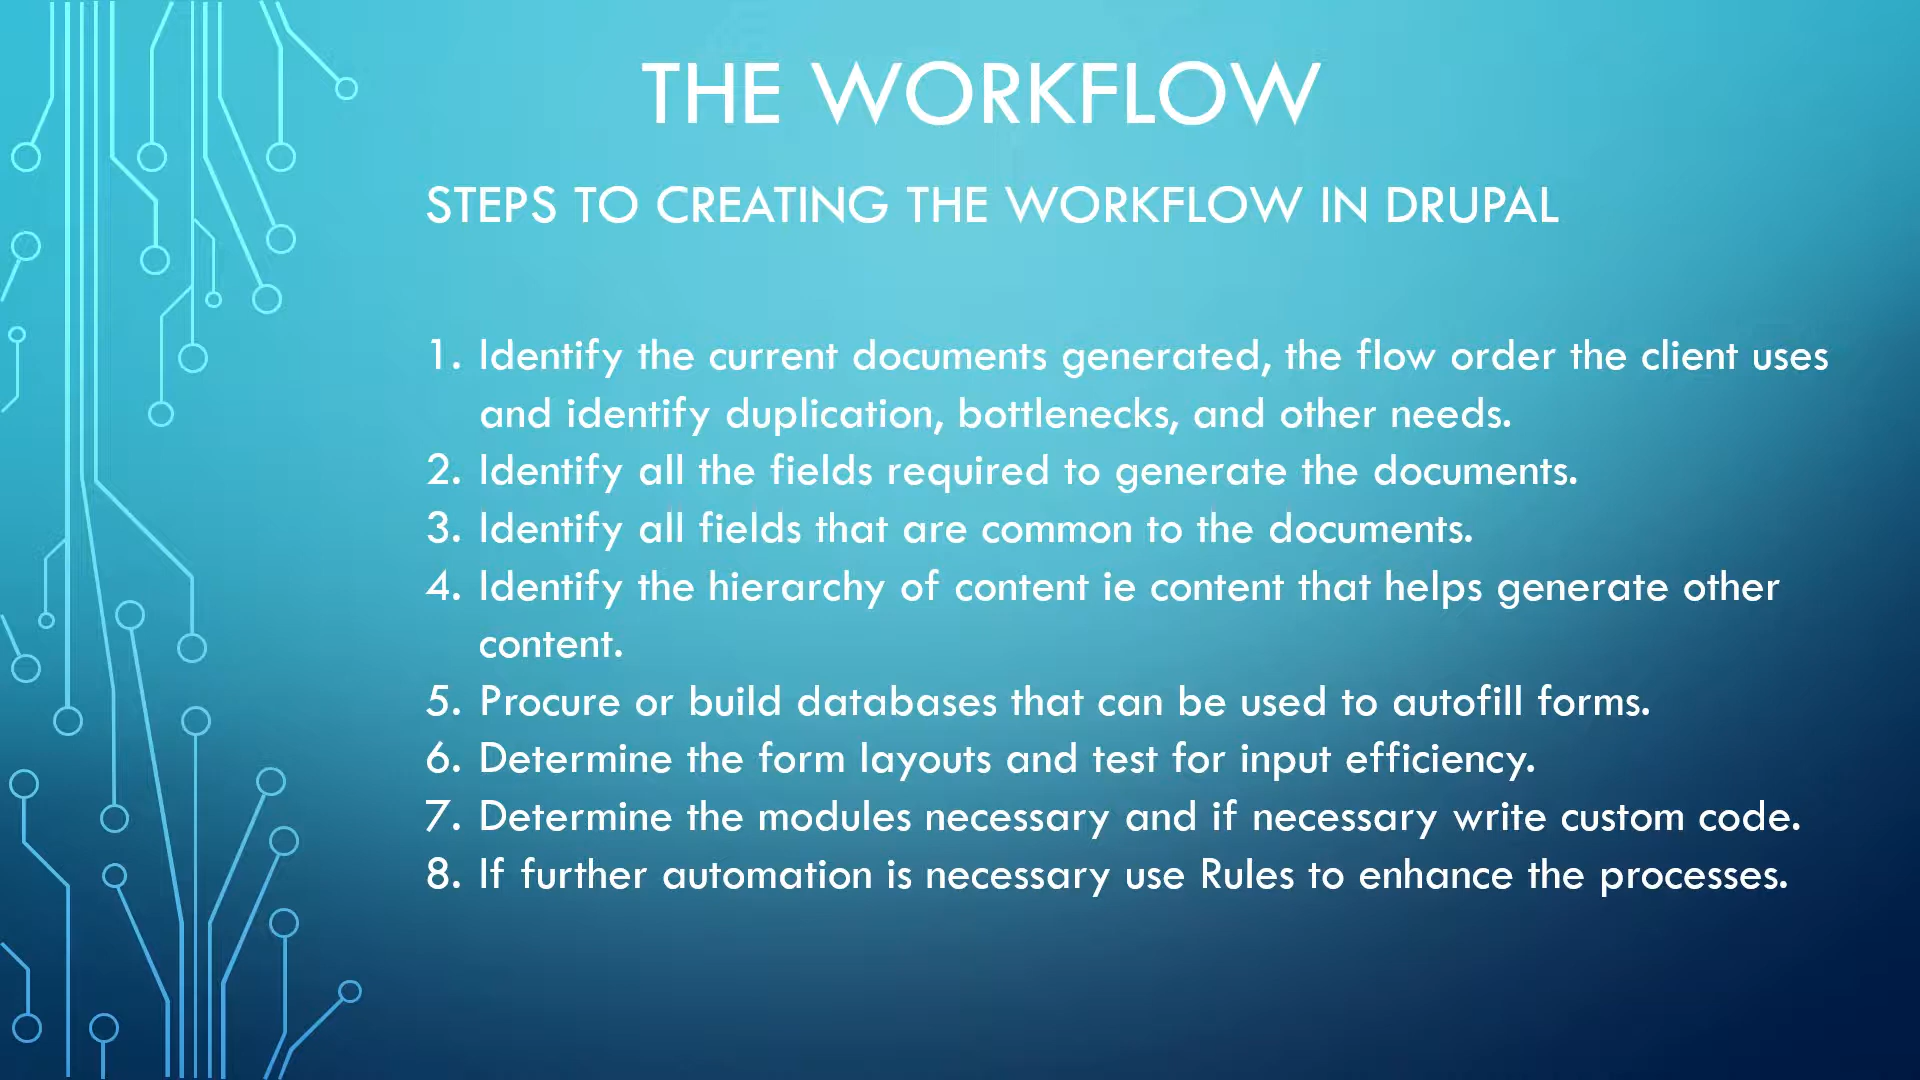 THE WORKFLOW
STEPS TO CREATING THE WORKFLOW IN DRUPAL
1. Identify the current documents generated, the flow order the client uses
and identify duplication, bottlenecks, and other needs.
2. Identify all the fields required to generate the documents.
3. Identify all fields that are common to the documents.
4. Identify the hierarchy of content ie content that helps generate other
content.
5. Procure or build databases that can be used to autofill forms.
6. Determine the form layouts and test for input efficiency.
7. Determine the modules necessary and if necessary write custom code.
8. If further automation is necessary use Rules to enhance the processes.